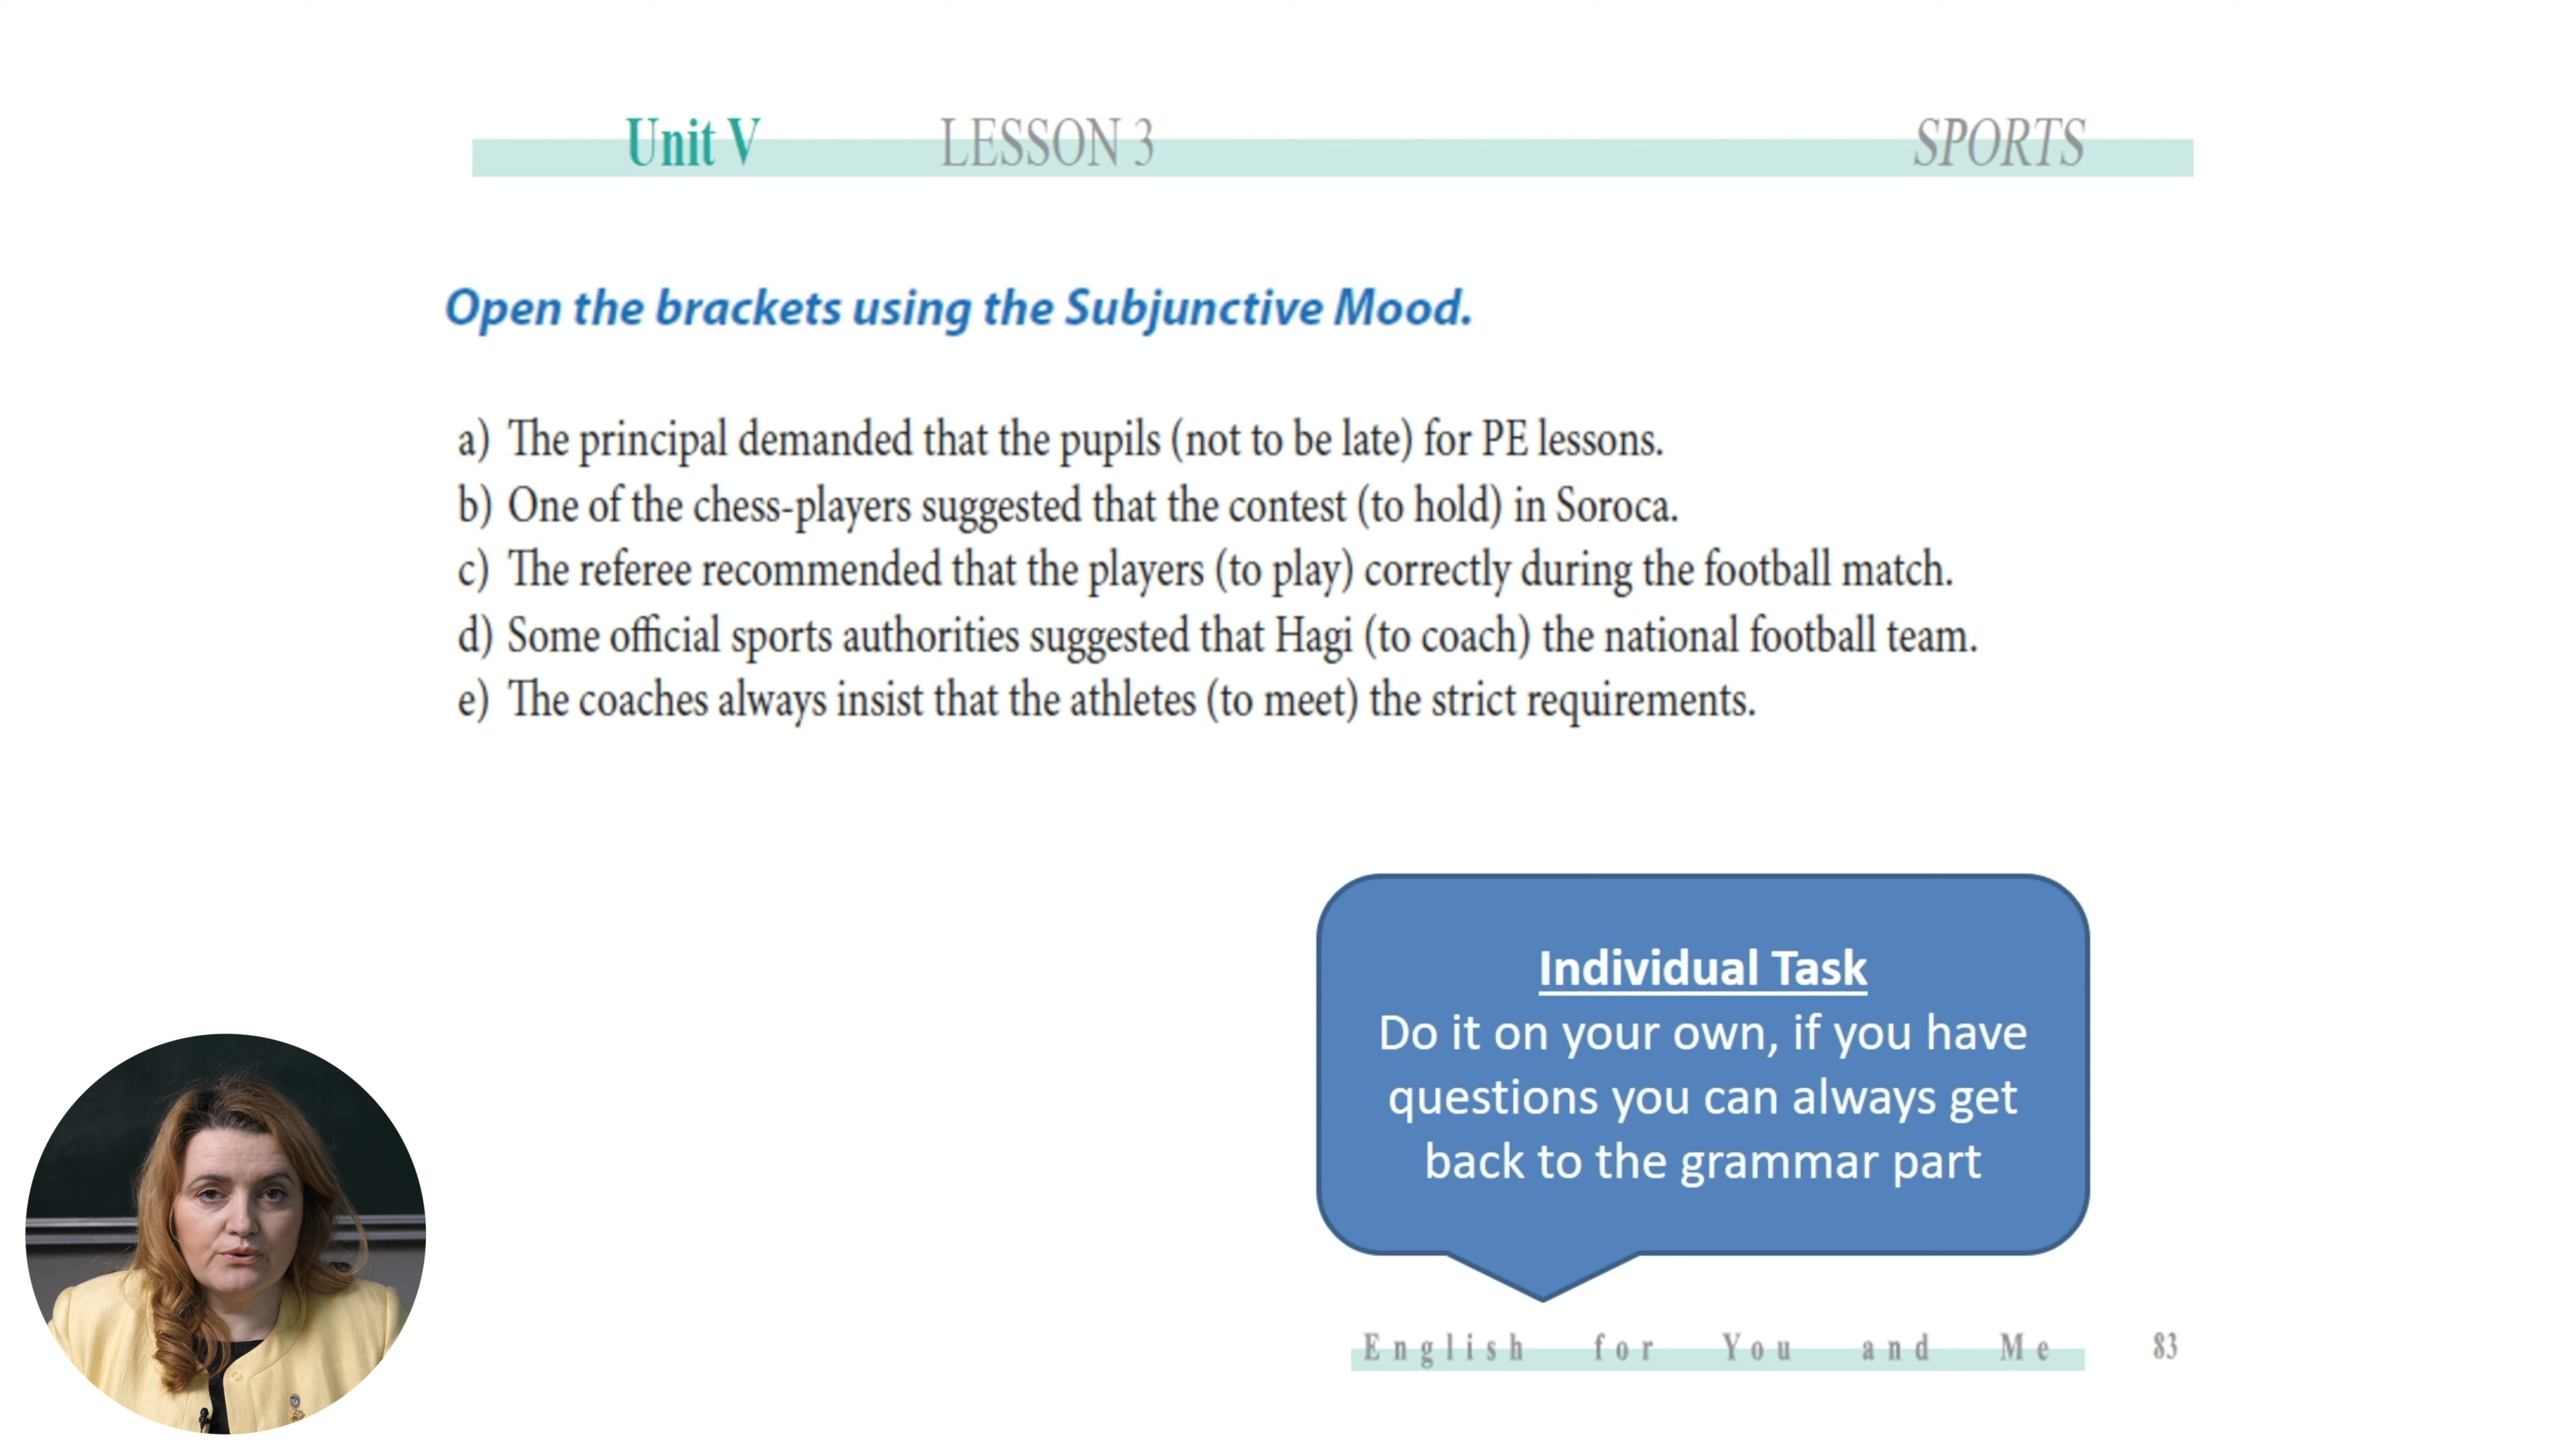 Unit V LESSON 3 SPORTS
Open the brackets using the Subjunctive Mood.
a) The principal demanded that the pupils (not to be late) for PE lessons.
b) One of the chess-players suggested that the contest (to hold) in Soroca.
c) The referee recommended that the players (to play) correctly during the football match.
d) Some official sports authorities suggested that Hagi (to coach) the national football team.
e) The coaches always insist that the athletes (to meet) the strict requirements.
Individual Task
Do it on your own, if you have
questions you can always get
back to the grammar part
English for You and Me 83